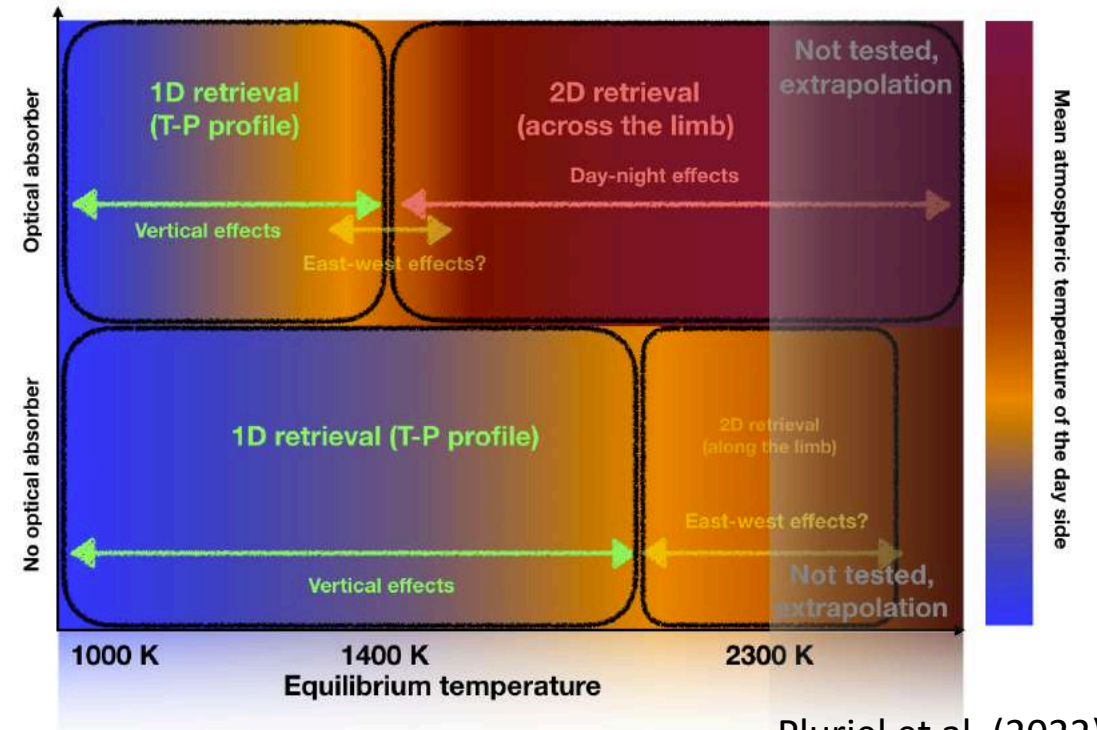 Optical absorber
1D retrieval
(T-P profile)
Vertical effects
2D retrieval
(across the limb)
Day-night effects
East-west effects?
Not tested,
extrapolation
No optical absorber
1D retrieval (T-P profile)
Vertical effects
2D retrieval
(along the limb)
East-west effects?
Not tested,
extrapolation
1000 K
1400 K
2300 K
Equilibrium temperature
Mean atmospheric temperature of the day side
et al.